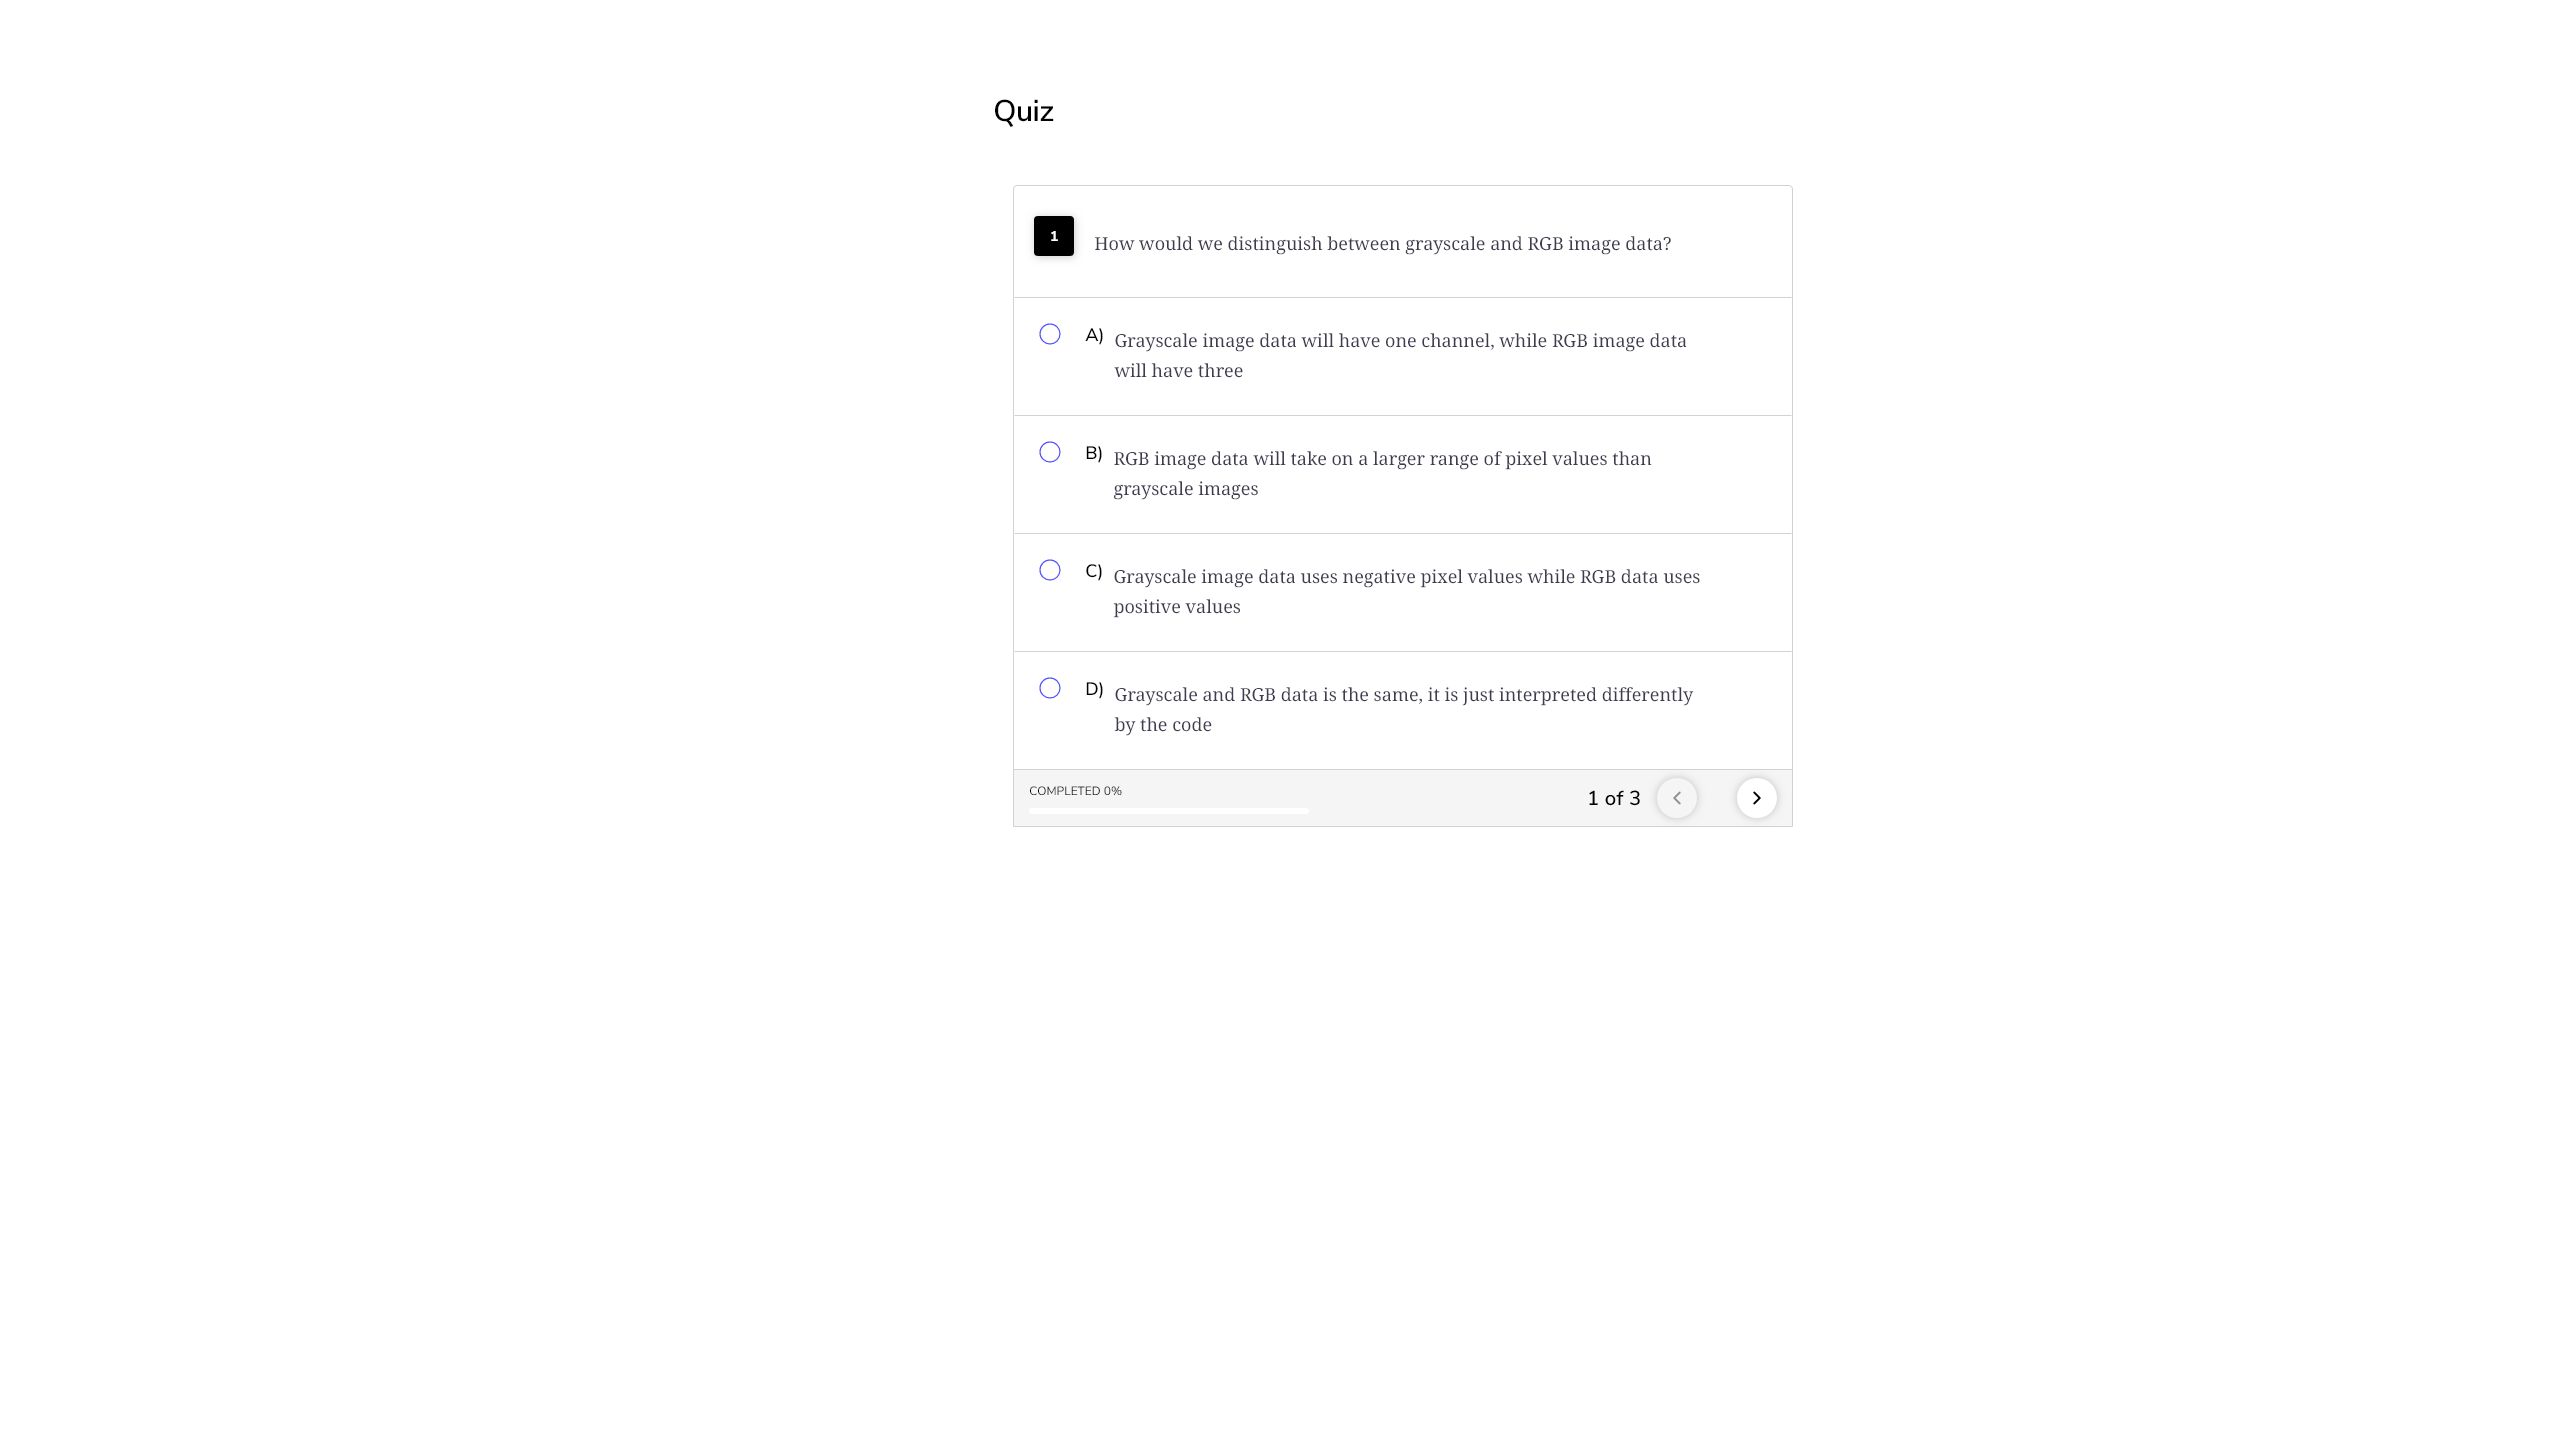 Quiz
1
How would we distinguish between grayscale and RGB image data?
A) Grayscale image data will have one channel, while RGB image data
will have three
B) RGB image data will take on a larger range of pixel values than
grayscale images
C) Grayscale image data uses negative pixel values while RGB data uses
positive values
D) Grayscale and RGB data is the same, it is just interpreted differently
by the code
COMPLETED 0%
1 of 3